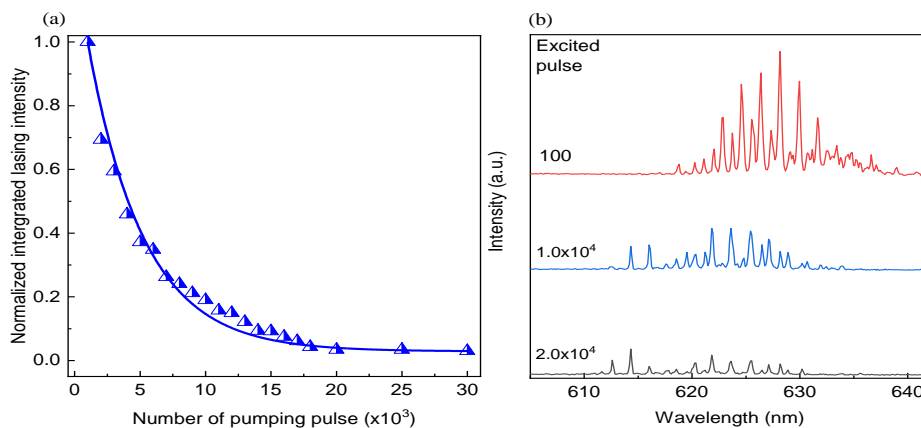 (a)
Normalized intergrated lasing intensity
1.0
0.8
0.6
0.4
0.2
0.0
0 5 10 15 20 25 30
Number of pumping pulse (x10³)
(b)
Intensity (a.u.)
Excited
pulse
100
1.0x10⁴
2.0x10⁴
610 620 630 640
Wavelength (nm)